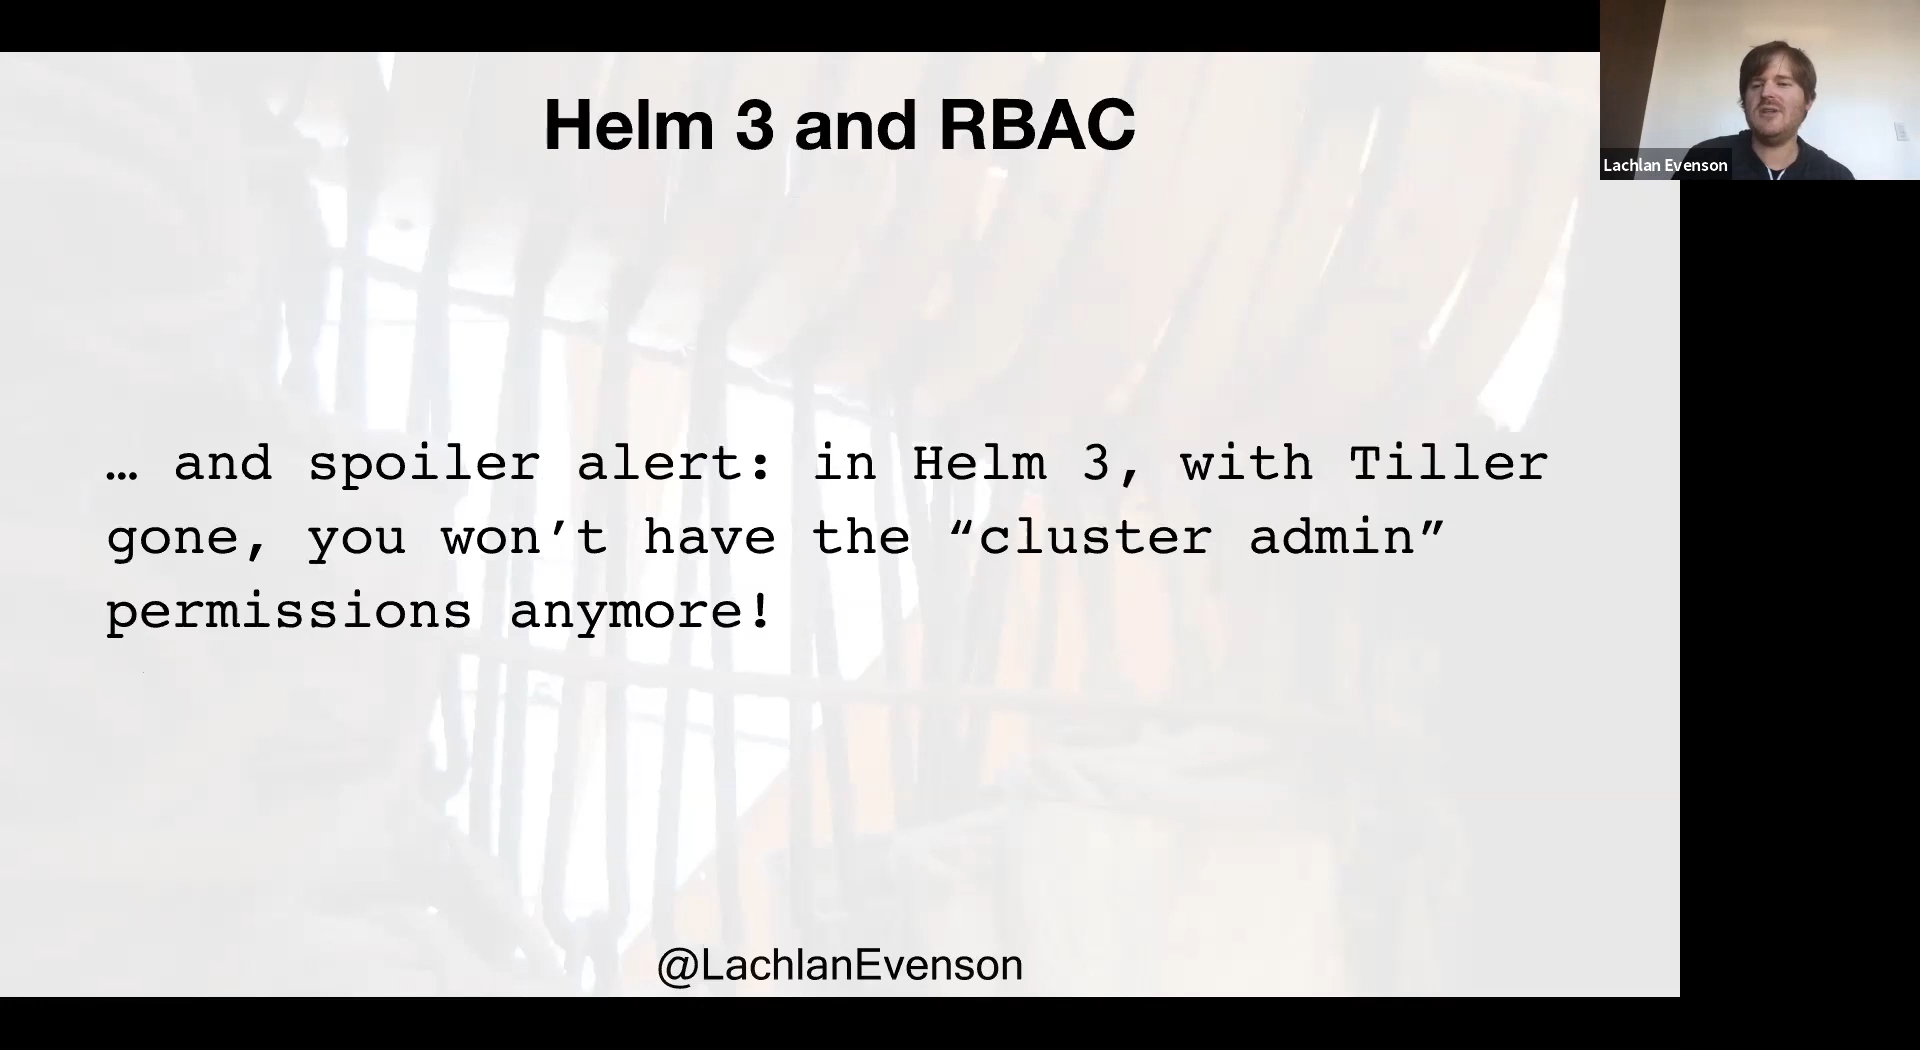 Helm 3 and RBAC
Lachlan Evenson
… and spoiler alert: in Helm 3, with Tiller
gone, you won’t have the “cluster admin”
permissions anymore!
@LachlanEvenson